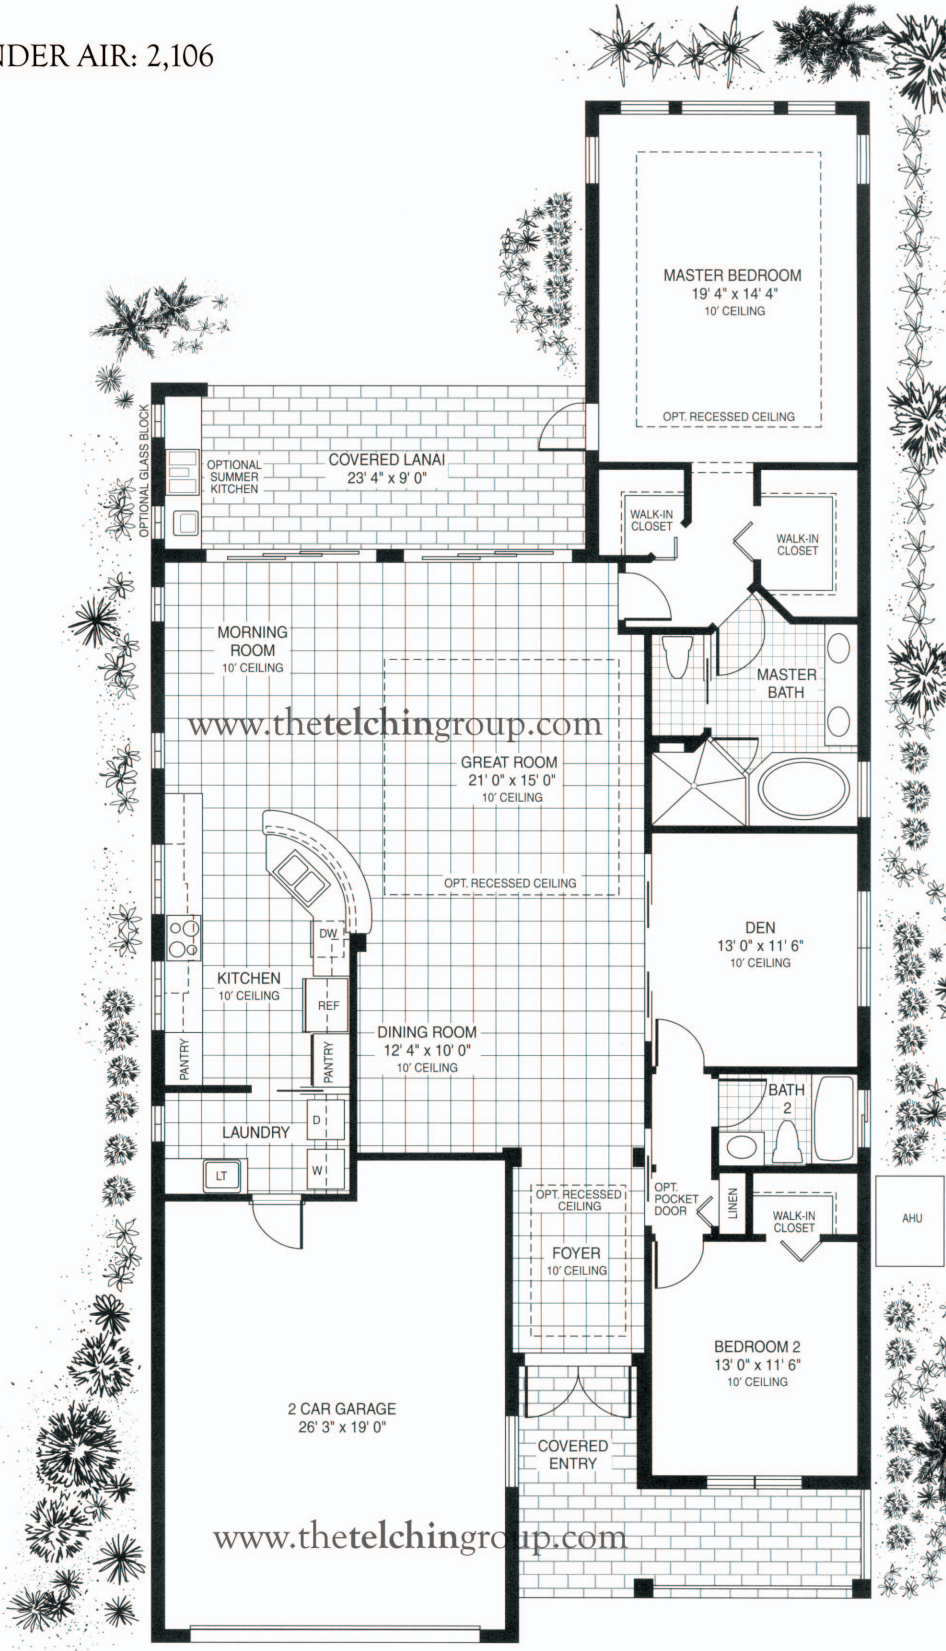 NDER AIR: 2,106
MASTER BEDROOM
19' 4" x 14' 4"
10' CEILING
OPT. RECESSED CEILING
OPTIONAL GLASS BLOCK
OPTIONAL
SUMMER
KITCHEN
COVERED LANAI
23' 4" x 9' 0"
WALK-IN
CLOSET
WALK-IN
CLOSET
MORNING
ROOM
10' CEILING
MASTER
BATH
www.thetelchingroup.com
GREAT ROOM
21' 0" x 15' 0"
10' CEILING
OPT. RECESSED CEILING
DW
DEN
13' 0" x 11' 6"
10' CEILING
KITCHEN
10' CEILING
REF
DINING ROOM
12' 4" x 10' 0"
10' CEILING
PANTRY
PANTRY
BATH
2
D
LAUNDRY
W
LT
OPT. RECESSED
CEILING
OPT.
POCKET
DOOR
LINEN
WALK-IN
CLOSET
AHU
FOYER
10' CEILING
BEDROOM 2
13' 0" x 11' 6"
10' CEILING
2 CAR GARAGE
26' 3" x 19' 0"
COVERED
ENTRY
www.thetelchingroup.com